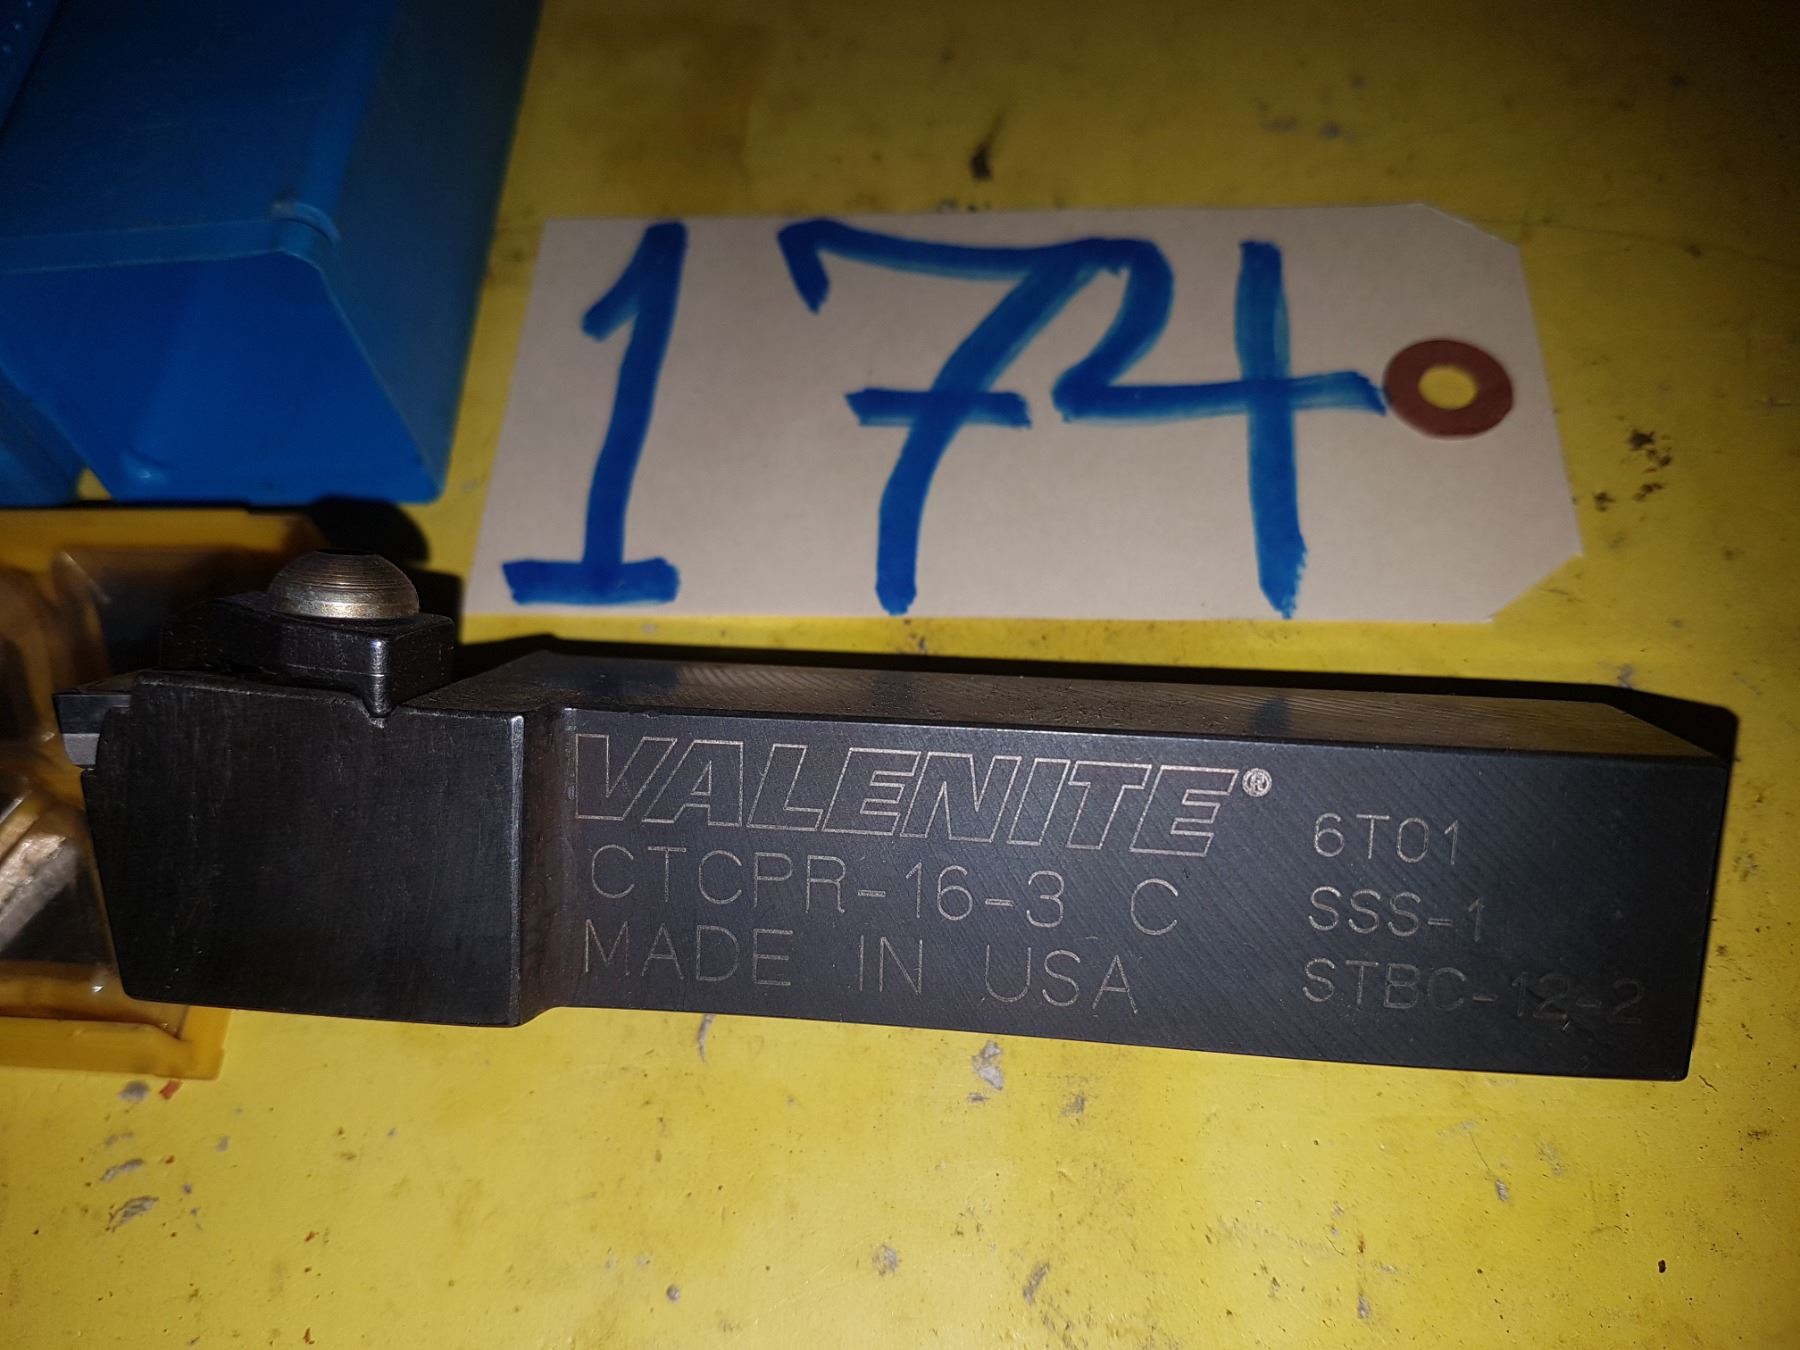 174
VALENITE®
CTCPR-16-3 C
MADE IN USA
6T01
SSS-1
STBC-12-2